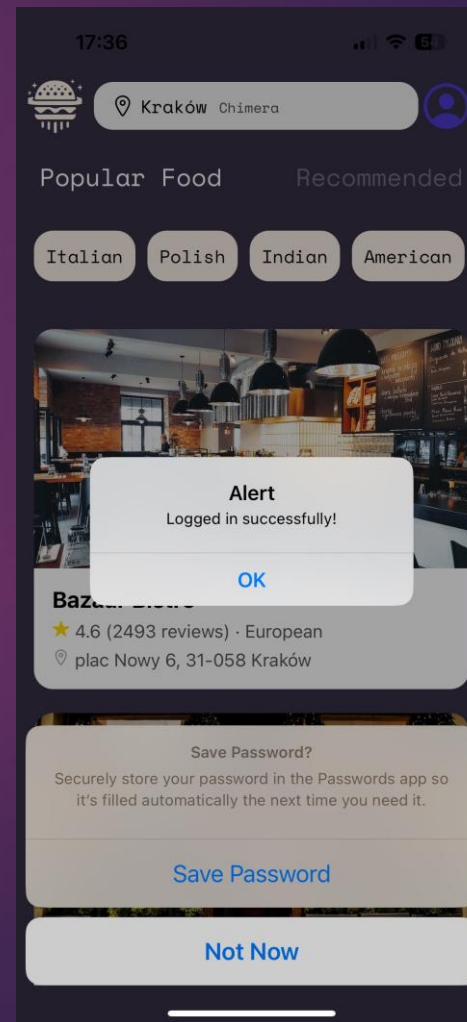 17:36
Kraków Chimera
Popular Food Recommended
Italian Polish Indian American
Alert
Logged in successfully!
OK
Bazaar Bistro
4.6 (2493 reviews) · European
plac Nowy 6, 31-058 Kraków
Save Password?
Securely store your password in the Passwords app so
it's filled automatically the next time you need it.
Save Password
Not Now